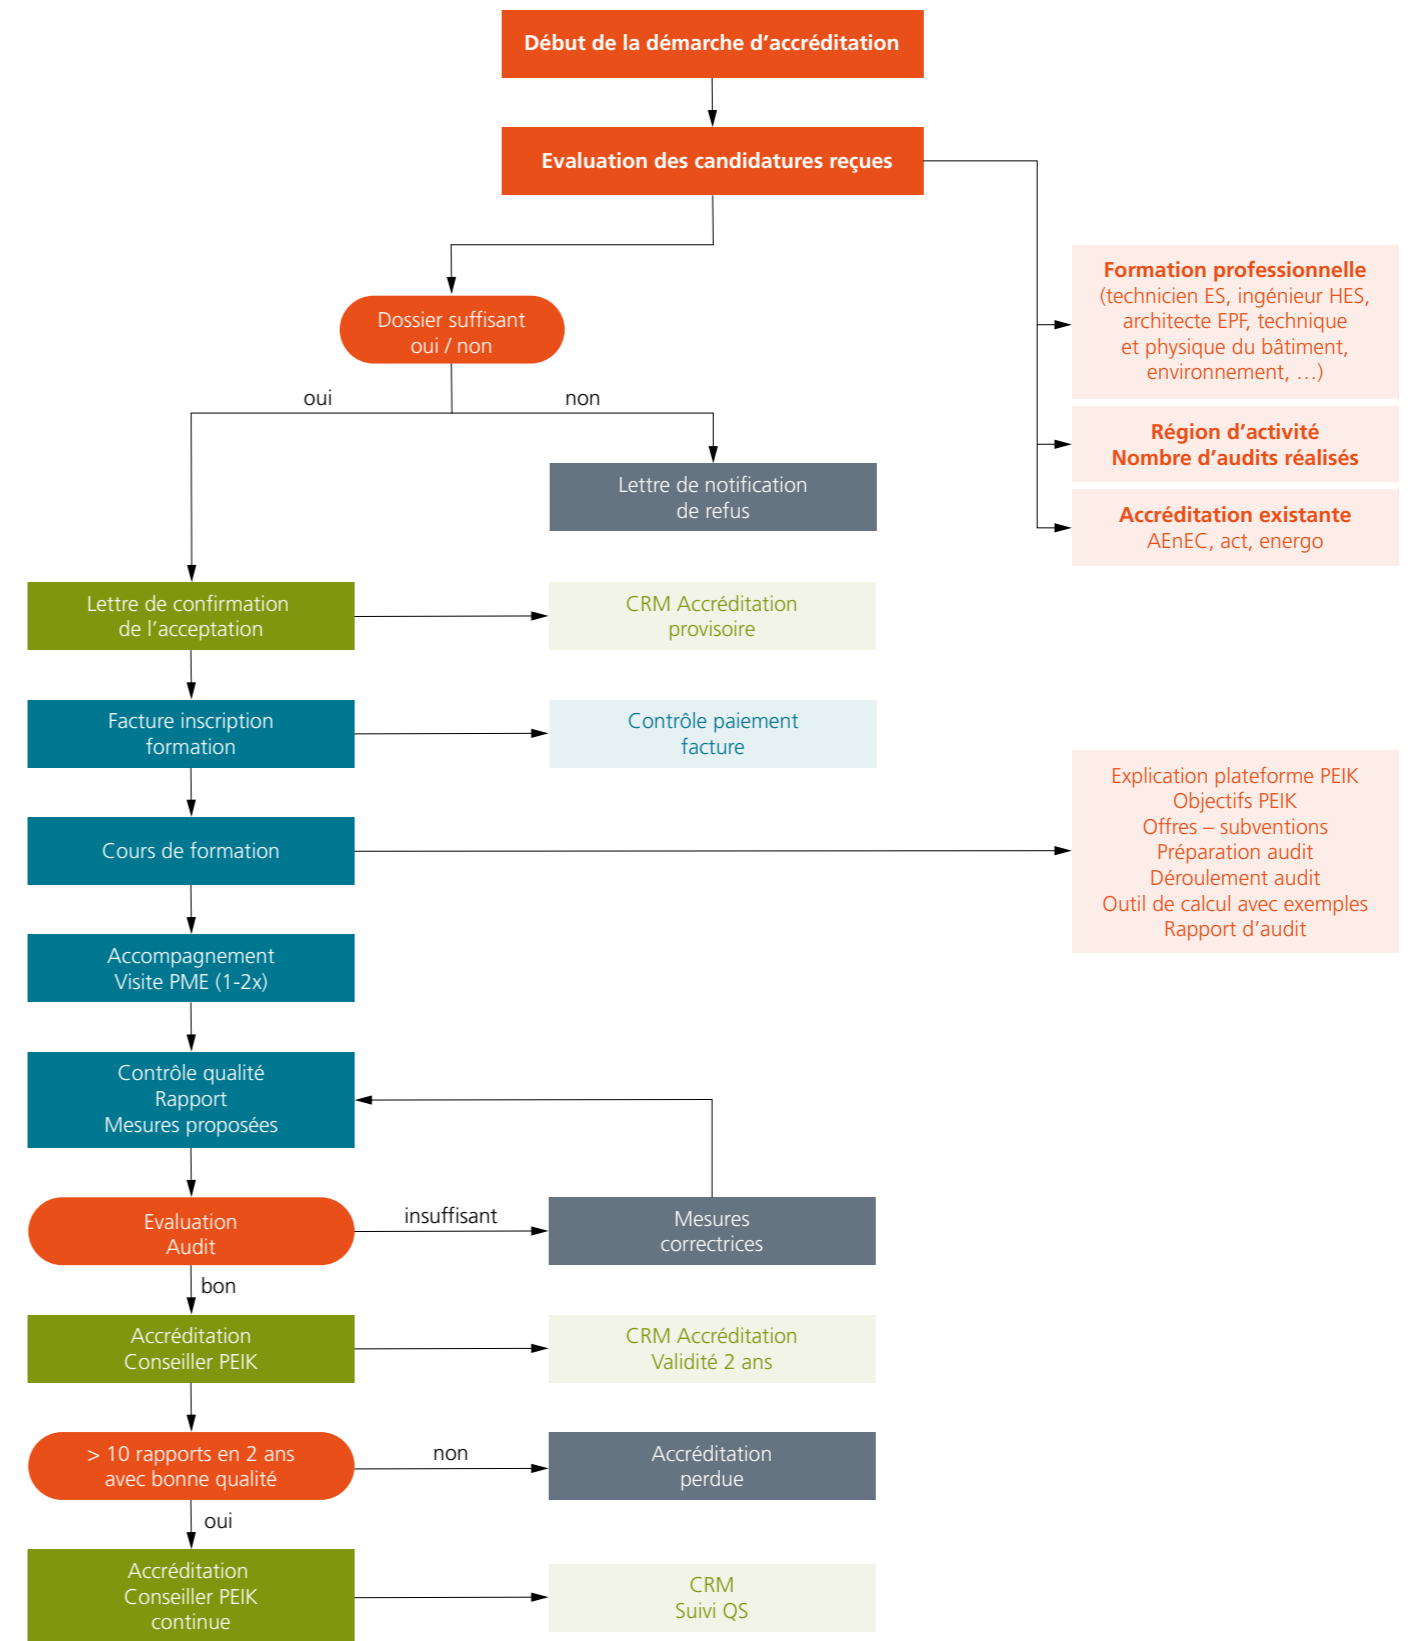 Début de la démarche d’accréditation
Evaluation des candidatures reçues
Formation professionnelle
(technicien ES, ingénieur HES,
architecte EPF, technique
et physique du bâtiment,
environnement, …)
Dossier suffisant
oui / non
oui
non
Région d’activité
Nombre d’audits réalisés
Lettre de notification
de refus
Accréditation existante
AEnEC, act, energo
Lettre de confirmation
de l’acceptation
CRM Accréditation
provisoire
Facture inscription
formation
Contrôle paiement
facture
Cours de formation
Explication plateforme PEIK
Objectifs PEIK
Offres – subventions
Préparation audit
Déroulement audit
Outil de calcul avec exemples
Rapport d’audit
Accompagnement
Visite PME (1-2x)
Contrôle qualité
Rapport
Mesures proposées
Evaluation
Audit
insuffisant
Mesures
correctrices
bon
Accréditation
Conseiller PEIK
CRM Accréditation
Validité 2 ans
> 10 rapports en 2 ans
avec bonne qualité
non
Accréditation
perdue
oui
Accréditation
Conseiller PEIK
continue
CRM
Suivi QS